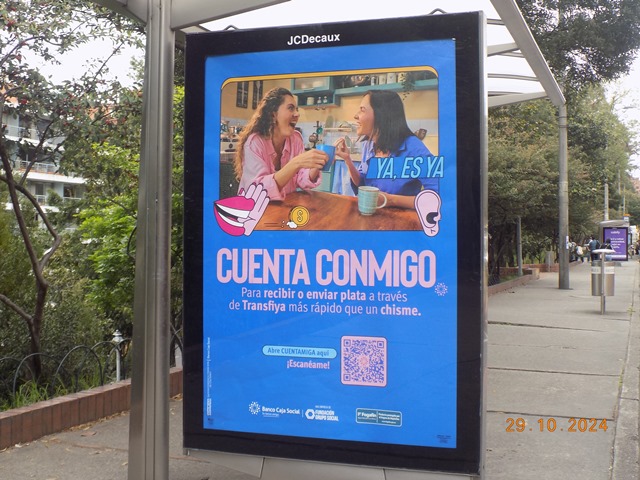 JCDecaux
YA, ES YA
CUENTA CONMIGO
Para recibir o enviar plata a través
de Transfiya más rápido que un chisme.
Abre CUENTAMIGA aquí
¡Escanéame!
Banco Caja Social
FUNDACIÓN
GRUPO SOCIAL
Fogafín
29.10.2024